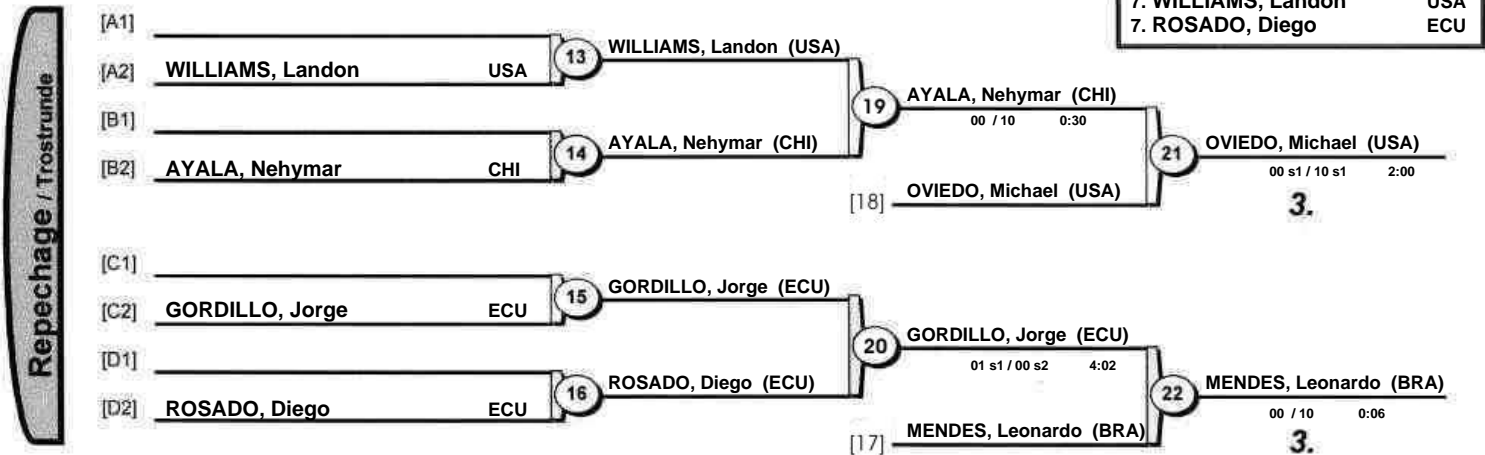 7. WILLIAMS, Landon USA
7. ROSADO, Diego ECU
Repechage / Trostrunde
[A1]
[A2] WILLIAMS, Landon USA
13
WILLIAMS, Landon (USA)
[B1]
[B2] AYALA, Nehymar CHI
14
AYALA, Nehymar (CHI)
19
AYALA, Nehymar (CHI)
00 / 10 0:30
[18] OVIEDO, Michael (USA)
21
OVIEDO, Michael (USA)
00 s1 / 10 s1 2:00
3.
[C1]
[C2] GORDILLO, Jorge ECU
15
GORDILLO, Jorge (ECU)
[D1]
[D2] ROSADO, Diego ECU
16
ROSADO, Diego (ECU)
20
GORDILLO, Jorge (ECU)
01 s1 / 00 s2 4:02
[17] MENDES, Leonardo (BRA)
22
MENDES, Leonardo (BRA)
00 / 10 0:06
3.